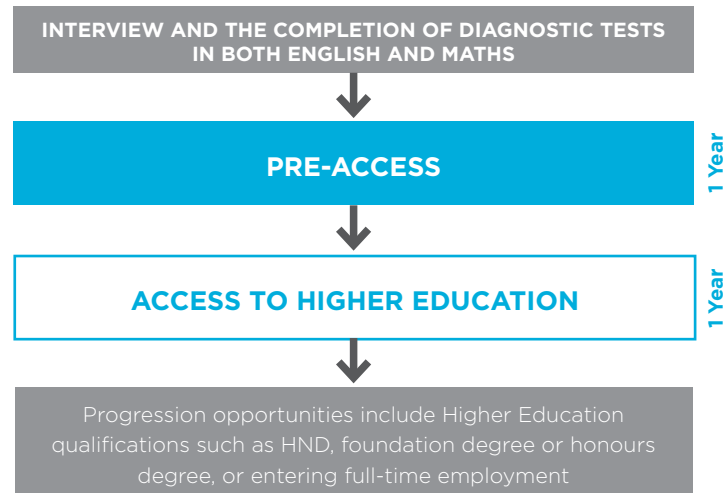 INTERVIEW AND THE COMPLETION OF DIAGNOSTIC TESTS
IN BOTH ENGLISH AND MATHS
PRE-ACCESS
1 Year
ACCESS TO HIGHER EDUCATION
1 Year
Progression opportunities include Higher Education
qualifications such as HND, foundation degree or honours
degree, or entering full-time employment